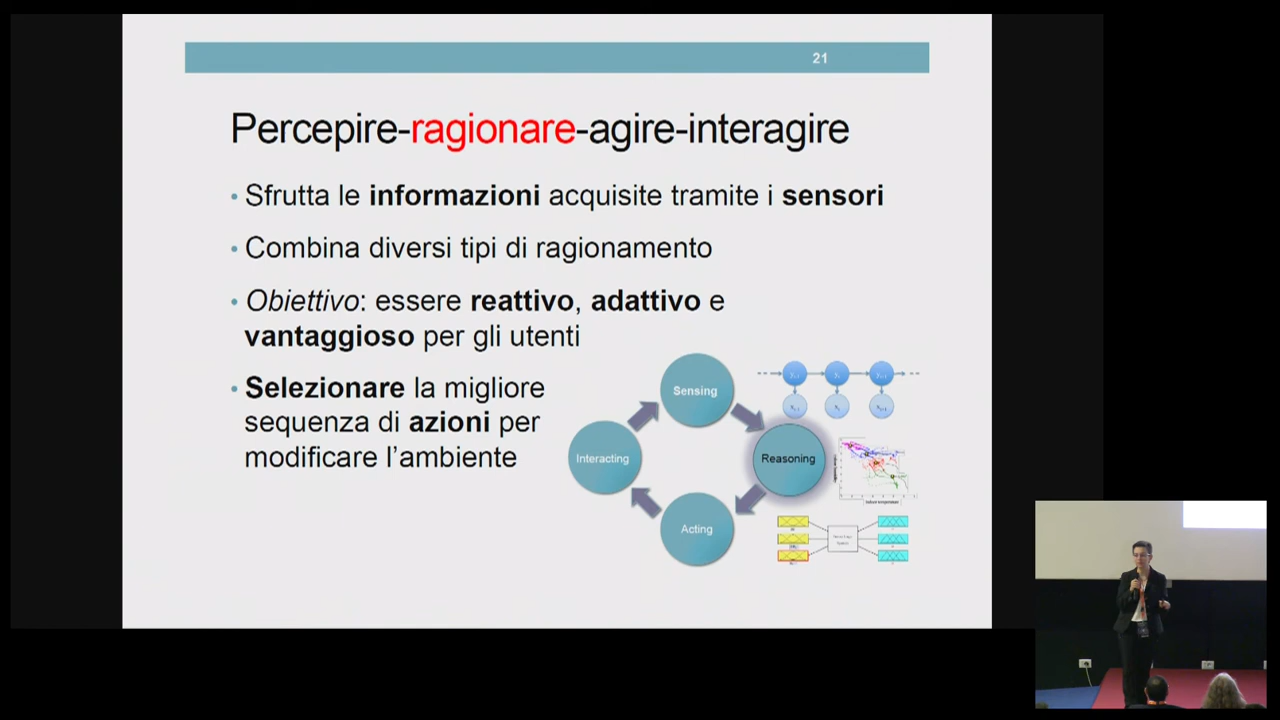 21
Percepire-ragionare-agire-interagire
• Sfrutta le informazioni acquisite tramite i sensori
• Combina diversi tipi di ragionamento
• Obiettivo: essere reattivo, adattivo e
vantaggioso per gli utenti
• Selezionare la migliore
sequenza di azioni per
modificare l'ambiente
Sensing
Interacting
Reasoning
Acting